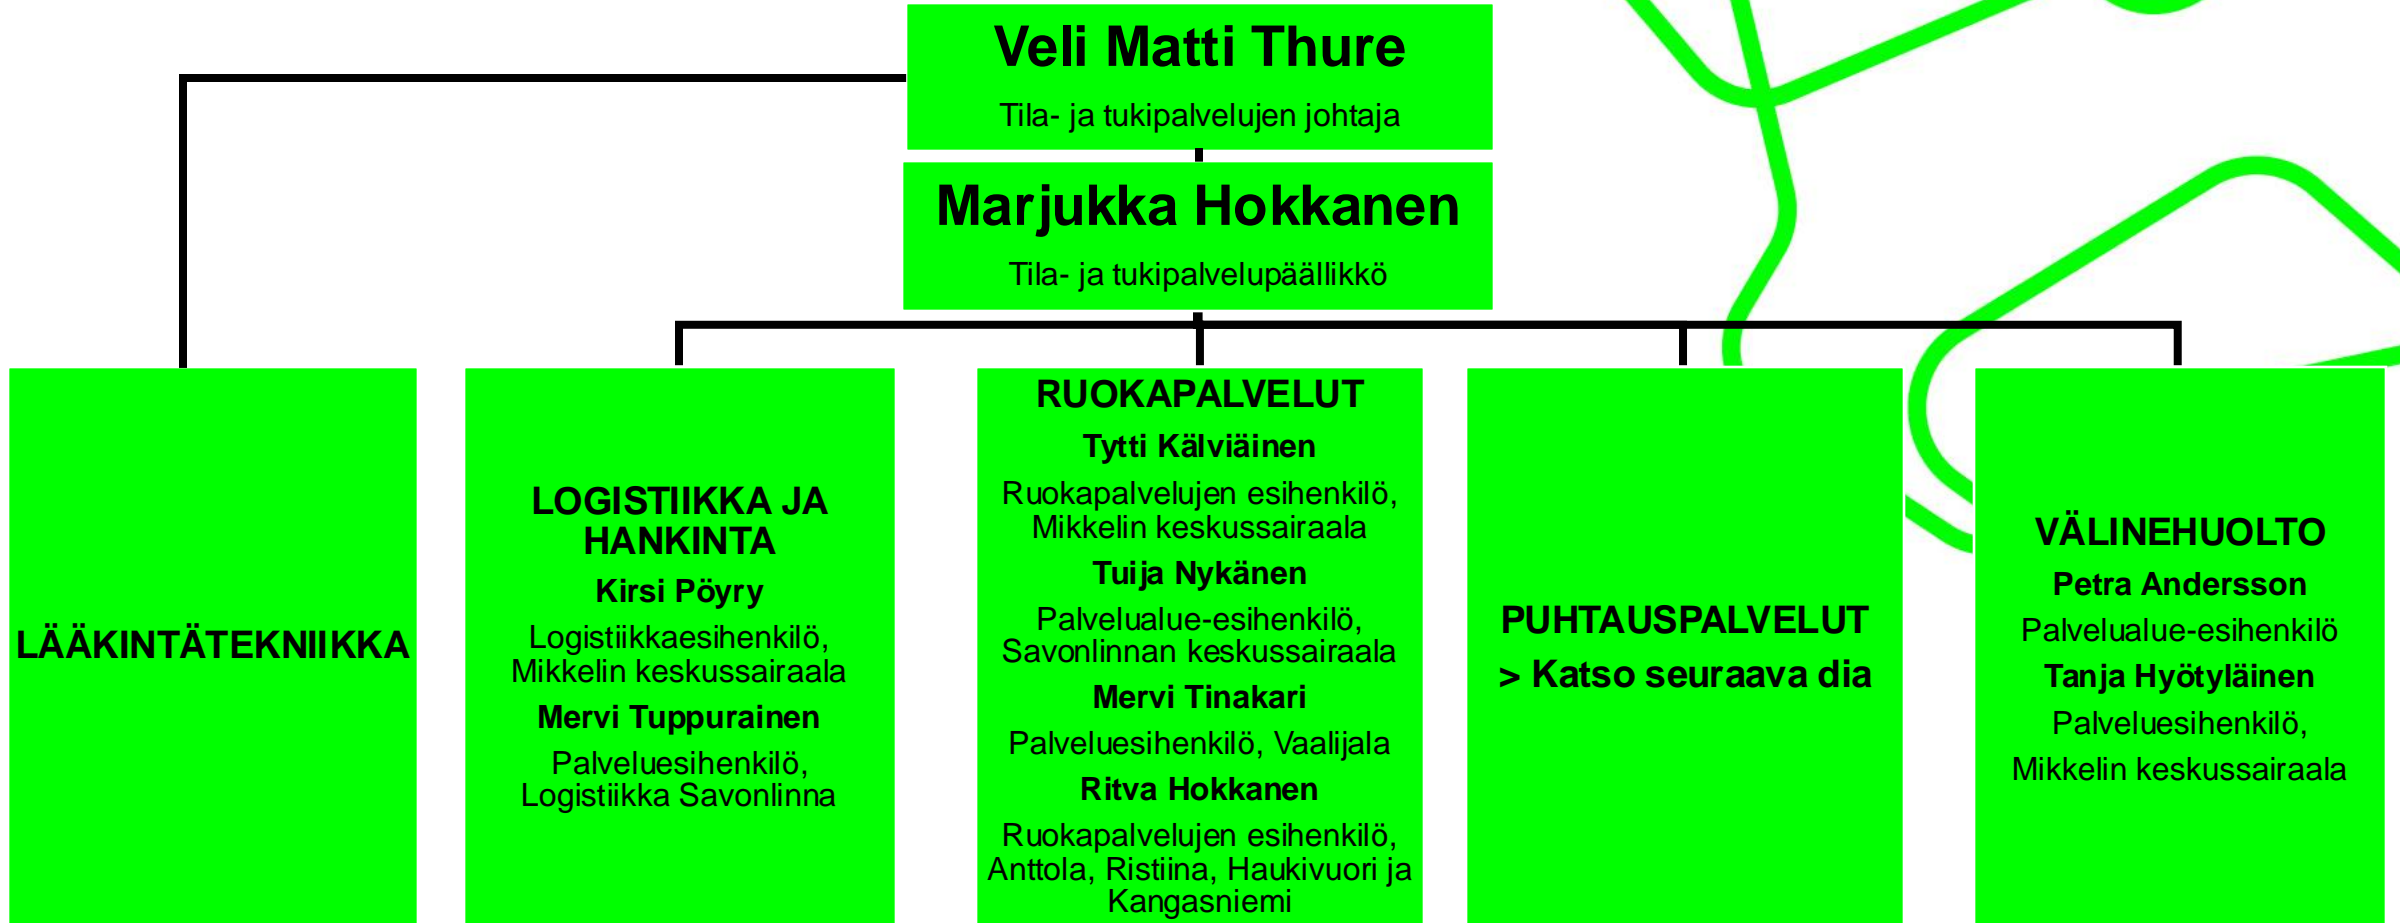 Veli Matti Thure
Tila- ja tukipalvelujen johtaja
Marjukka Hokkanen
Tila- ja tukipalvelupäällikkö
LÄÄKINTÄTEKNIIKKA
LOGISTIIKKA JA
HANKINTA
Kirsi Pöyry
Logistiikkaesihenkilö,
Mikkelin keskussairaala
Mervi Tuppurainen
Palveluesihenkilö,
Logistiikka Savonlinna
RUOKAPALVELUT
Tytti Kälviäinen
Ruokapalvelujen esihenkilö,
Mikkelin keskussairaala
Tuija Nykänen
Palvelualue-esihenkilö,
Savonlinnan keskussairaala
Mervi Tinakari
Palveluesihenkilö, Vaalijala
Ritva Hokkanen
Ruokapalvelujen esihenkilö,
Anttola, Ristiina, Haukivuori ja
Kangasniemi
PUHTAUSPALVELUT
> Katso seuraava dia
VÄLINEHUOLTO
Petra Andersson
Palvelualue-esihenkilö
Tanja Hyötyläinen
Palveluesihenkilö,
Mikkelin keskussairaala